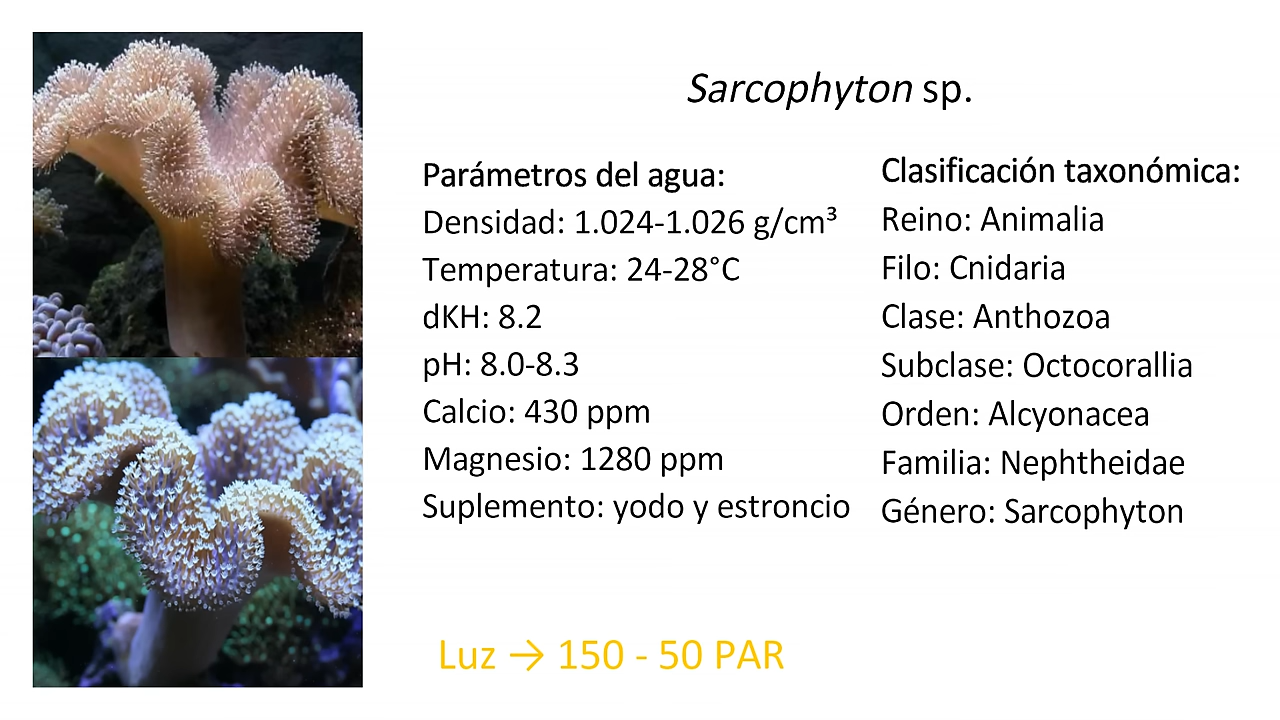 Sarcophyton sp.
Parámetros del agua:
Densidad: 1.024-1.026 g/cm³
Temperatura: 24-28°C
dKH: 8.2
pH: 8.0-8.3
Calcio: 430 ppm
Magnesio: 1280 ppm
Suplemento: yodo y estroncio
Clasificación taxonómica:
Reino: Animalia
Filo: Cnidaria
Clase: Anthozoa
Subclase: Octocorallia
Orden: Alcyonacea
Familia: Nephtheidae
Género: Sarcophyton
Luz → 150 - 50 PAR